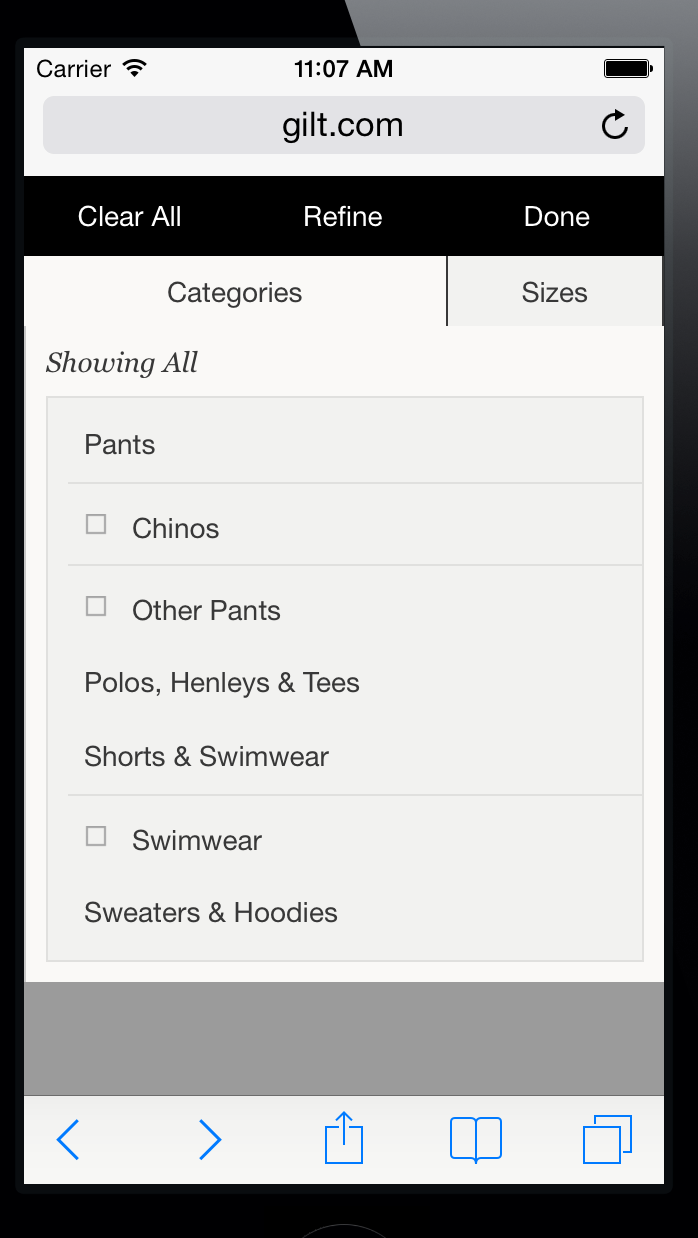 Carrier 11:07 AM
gilt.com
Clear All Refine Done
Categories Sizes
Showing All
Pants
Chinos
Other Pants
Polos, Henleys & Tees
Shorts & Swimwear
Swimwear
Sweaters & Hoodies